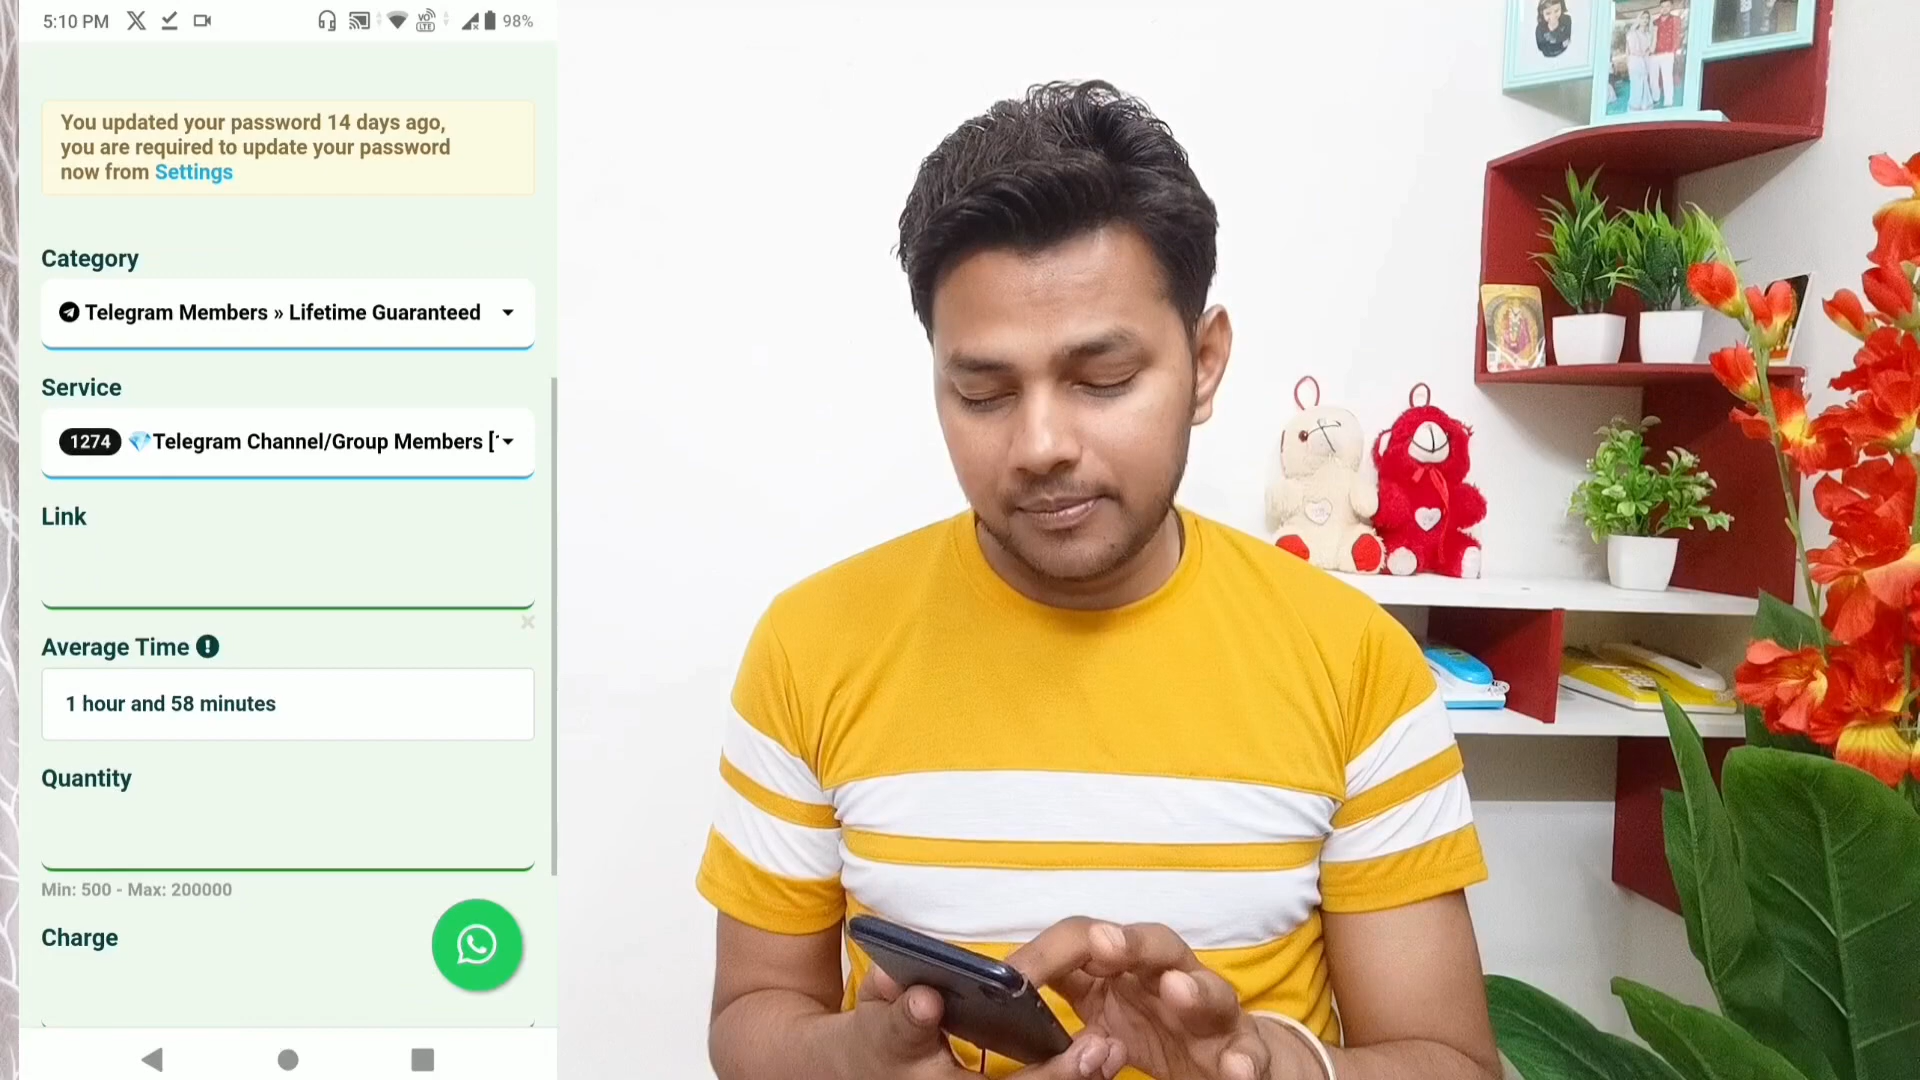 5:10 PM
VO
LTE
98%
You updated your password 14 days ago,
you are required to update your password
now from Settings
Category
Telegram Members » Lifetime Guaranteed
Service
1274 💎Telegram Channel/Group Members [
Link
Average Time
1 hour and 58 minutes
Quantity
Min: 500 - Max: 200000
Charge